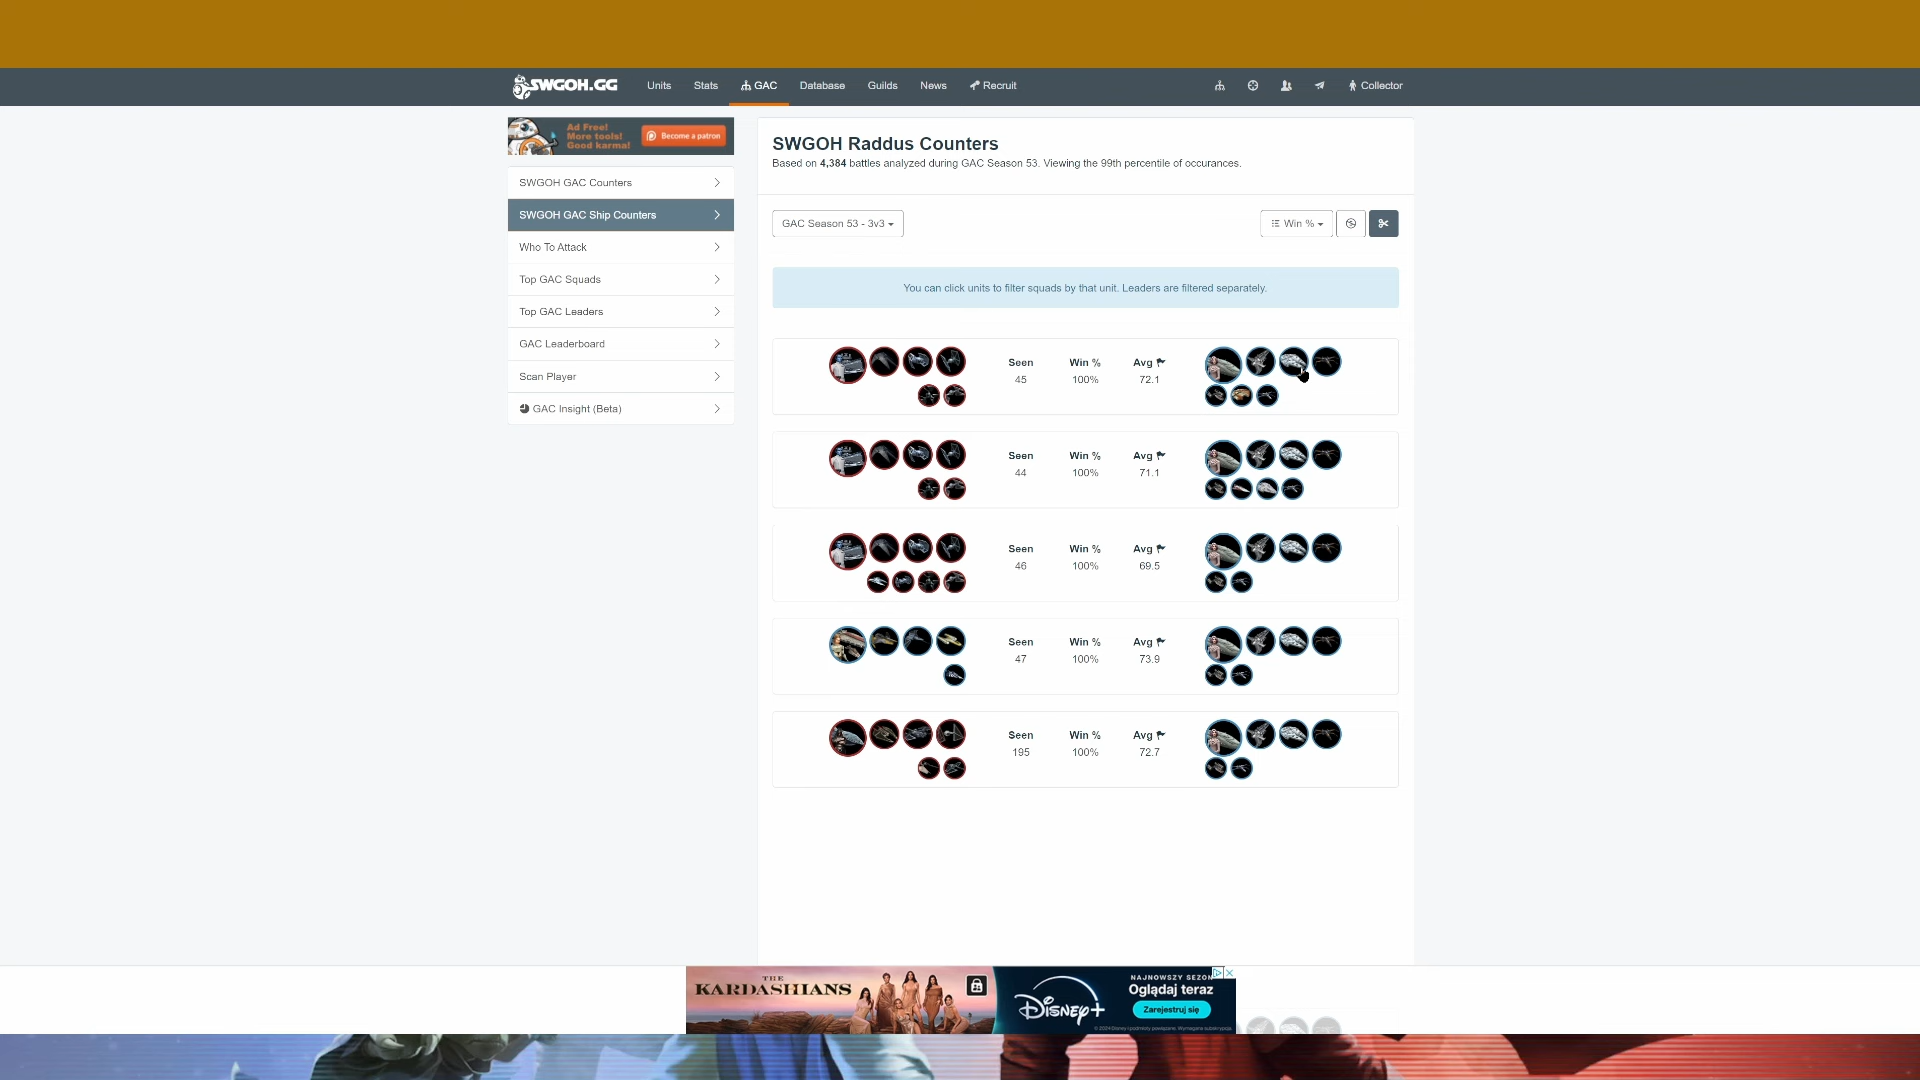 SWGOH.GG
Units
Stats
GAC
Database
Guilds
News
Recruit
Collector
Ad Free!
More tools!
Good karma!
Become a patron
SWGOH GAC Counters
SWGOH GAC Ship Counters
Who To Attack
Top GAC Squads
Top GAC Leaders
GAC Leaderboard
Scan Player
GAC Insight (Beta)
SWGOH Raddus Counters
Based on 4,384 battles analyzed during GAC Season 53. Viewing the 99th percentile of occurances.
GAC Season 53 - 3v3
Win %
You can click units to filter squads by that unit. Leaders are filtered separately.
Seen Win % Avg
45 100% 72.1
Seen Win % Avg
44 100% 71.1
Seen Win % Avg
46 100% 69.5
Seen Win % Avg
47 100% 73.9
Seen Win % Avg
195 100% 72.7
THE
KARDASHIANS
Disney+
NAJNOWSZY SEZON
Oglądaj teraz
Zarejestruj się